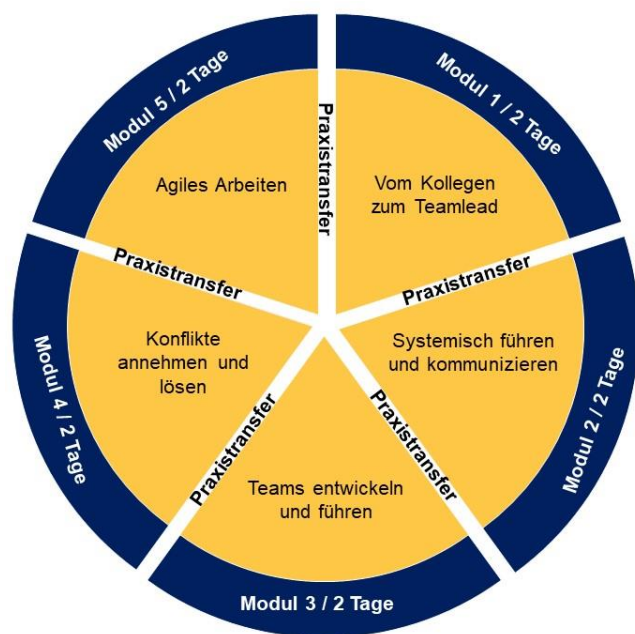 Modul 1 / 2 Tage
Vom Kollegen
zum Teamlead
Praxistransfer
Modul 2 / 2 Tage
Systemisch führen
und kommunizieren
Praxistransfer
Modul 3 / 2 Tage
Teams entwickeln
und führen
Praxistransfer
Modul 4 / 2 Tage
Konflikte
annehmen und
lösen
Praxistransfer
Modul 5 / 2 Tage
Agiles Arbeiten
Praxistransfer